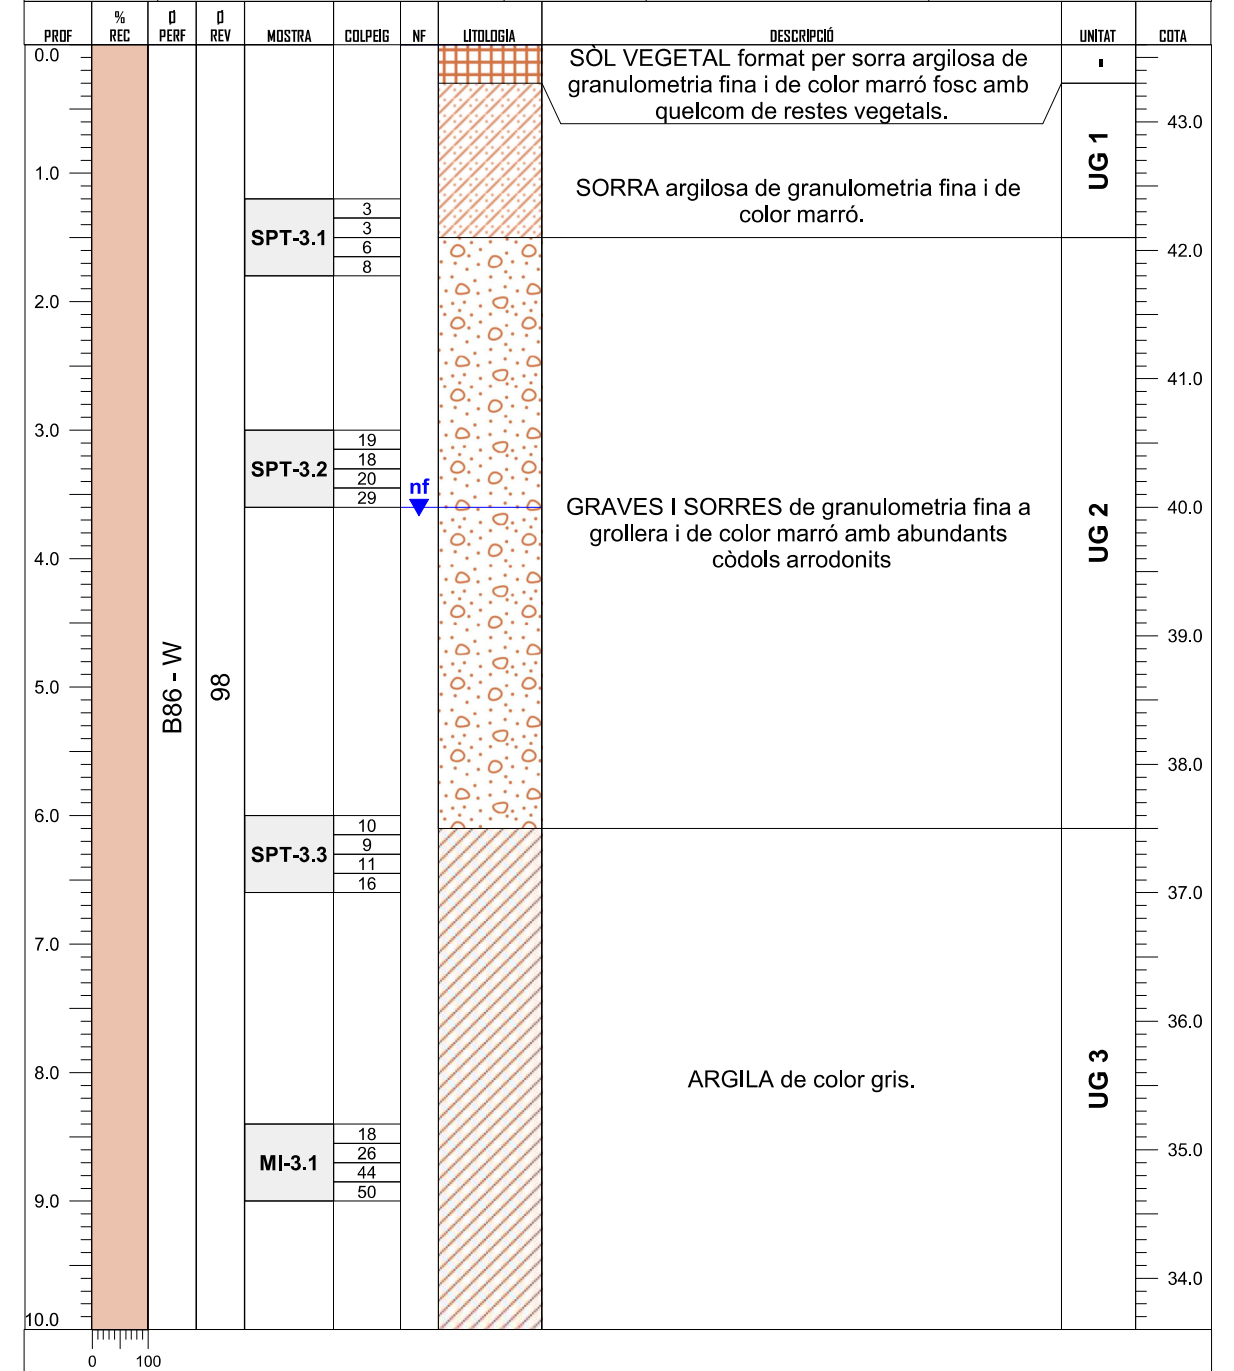 % Ø Ø
PROF REC PERF REV MOSTRA COLPEIG NF LITOLOGIA DESCRIPCIÓ UNITAT COTA
0.0
SÒL VEGETAL format per sorra argilosa de
granulometria fina i de color marró fosc amb
quelcom de restes vegetals.
-
43.0
UG 1
1.0
SORRA argilosa de granulometria fina i de
color marró.
SPT-3.1
3
3
6
8
42.0
2.0
41.0
3.0
SPT-3.2
19
18
20
29
nf
GRAVES I SORRES de granulometria fina a
grollera i de color marró amb abundants
còdols arrodonits
UG 2
40.0
4.0
39.0
B86 - W
98
5.0
38.0
6.0
SPT-3.3
10
9
11
16
37.0
7.0
36.0
8.0
ARGILA de color gris.
UG 3
MI-3.1
18
26
44
50
35.0
9.0
34.0
10.0
0 100